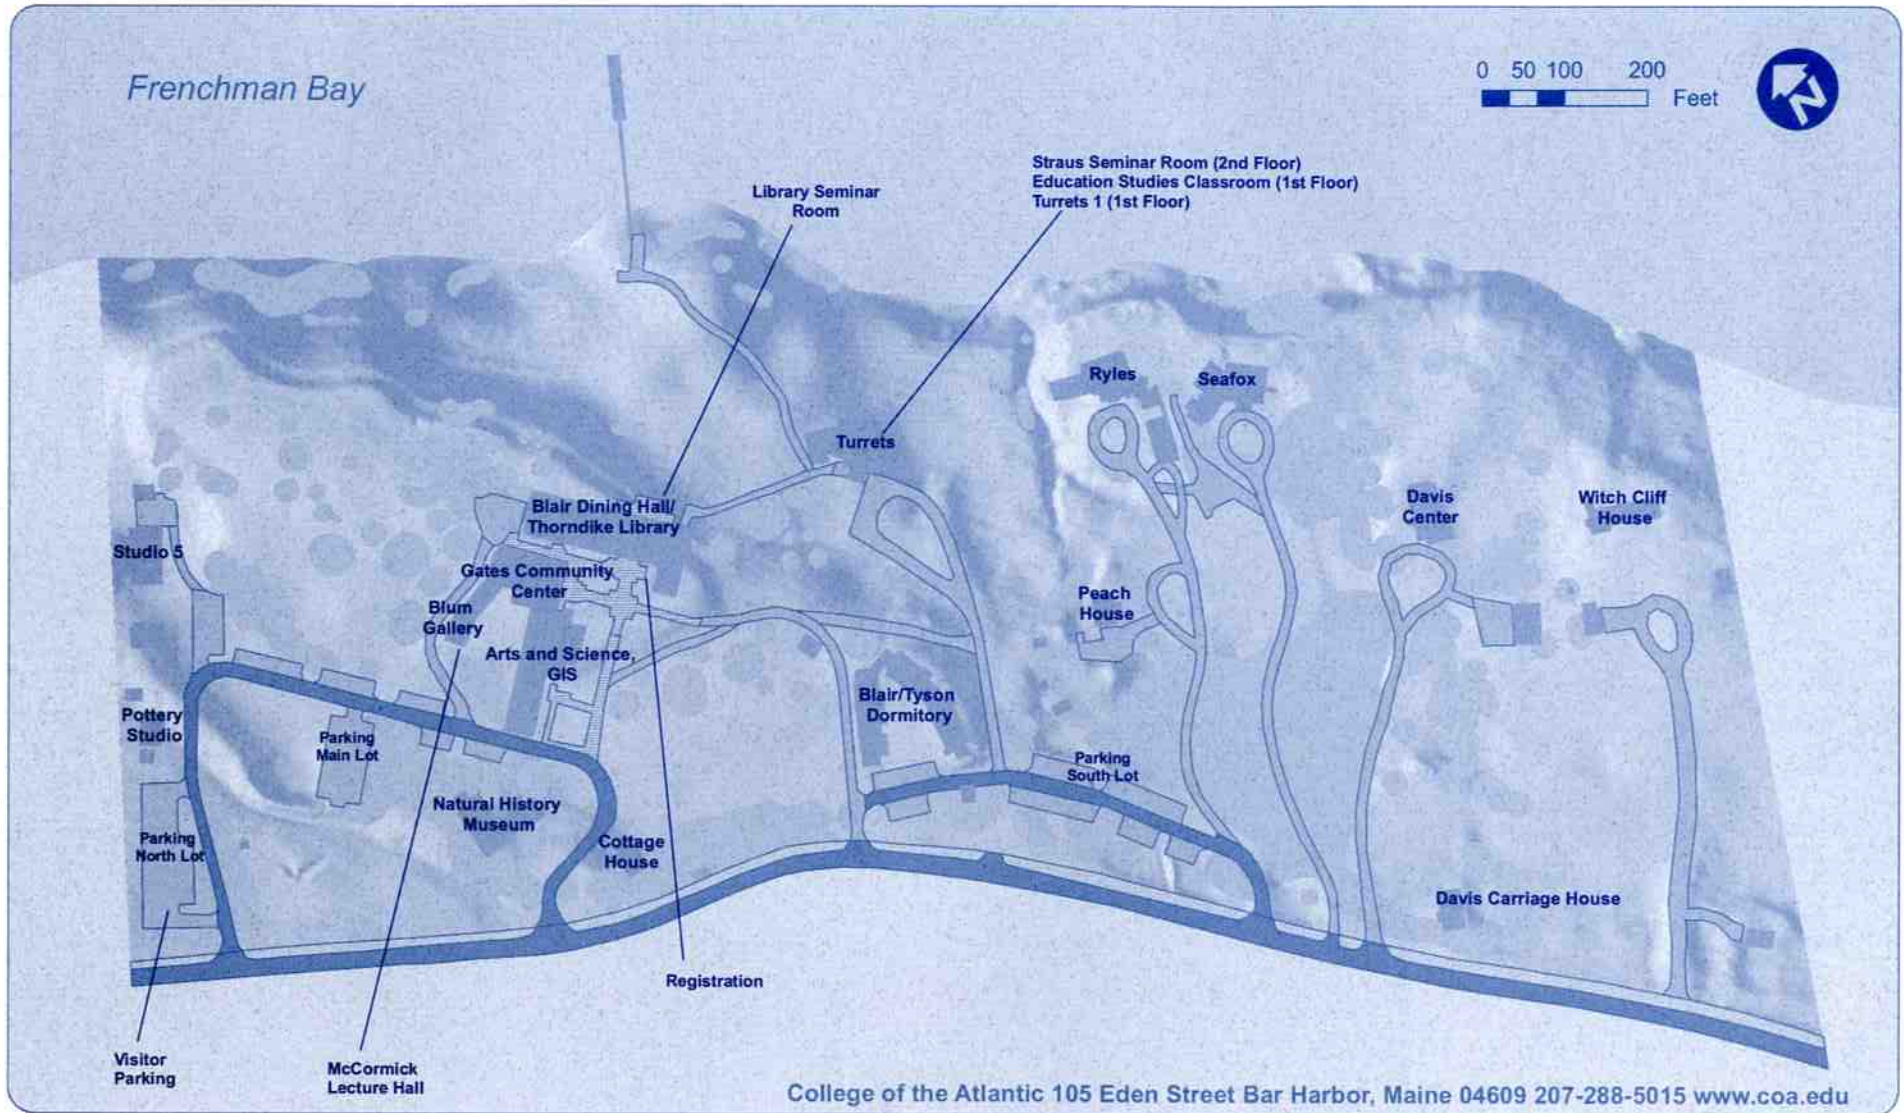 Frenchman Bay
0 50 100 200
Feet
N
Straus Seminar Room (2nd Floor)
Education Studies Classroom (1st Floor)
Turrets 1 (1st Floor)
Library Seminar
Room
Ryles
Seafox
Turrets
Blair Dining Hall/
Thorndike Library
Davis
Center
Witch Cliff
House
Studio 5
Gates Community
Center
Peach
House
Blum
Gallery
Arts and Science,
GIS
Blair/Tyson
Dormitory
Pottery
Studio
Parking
Main Lot
Parking
South Lot
Natural History
Museum
Parking
North Lot
Cottage
House
Davis Carriage House
Registration
Visitor
Parking
McCormick
Lecture Hall
College of the Atlantic 105 Eden Street Bar Harbor, Maine 04609 207-288-5015 www.coa.edu